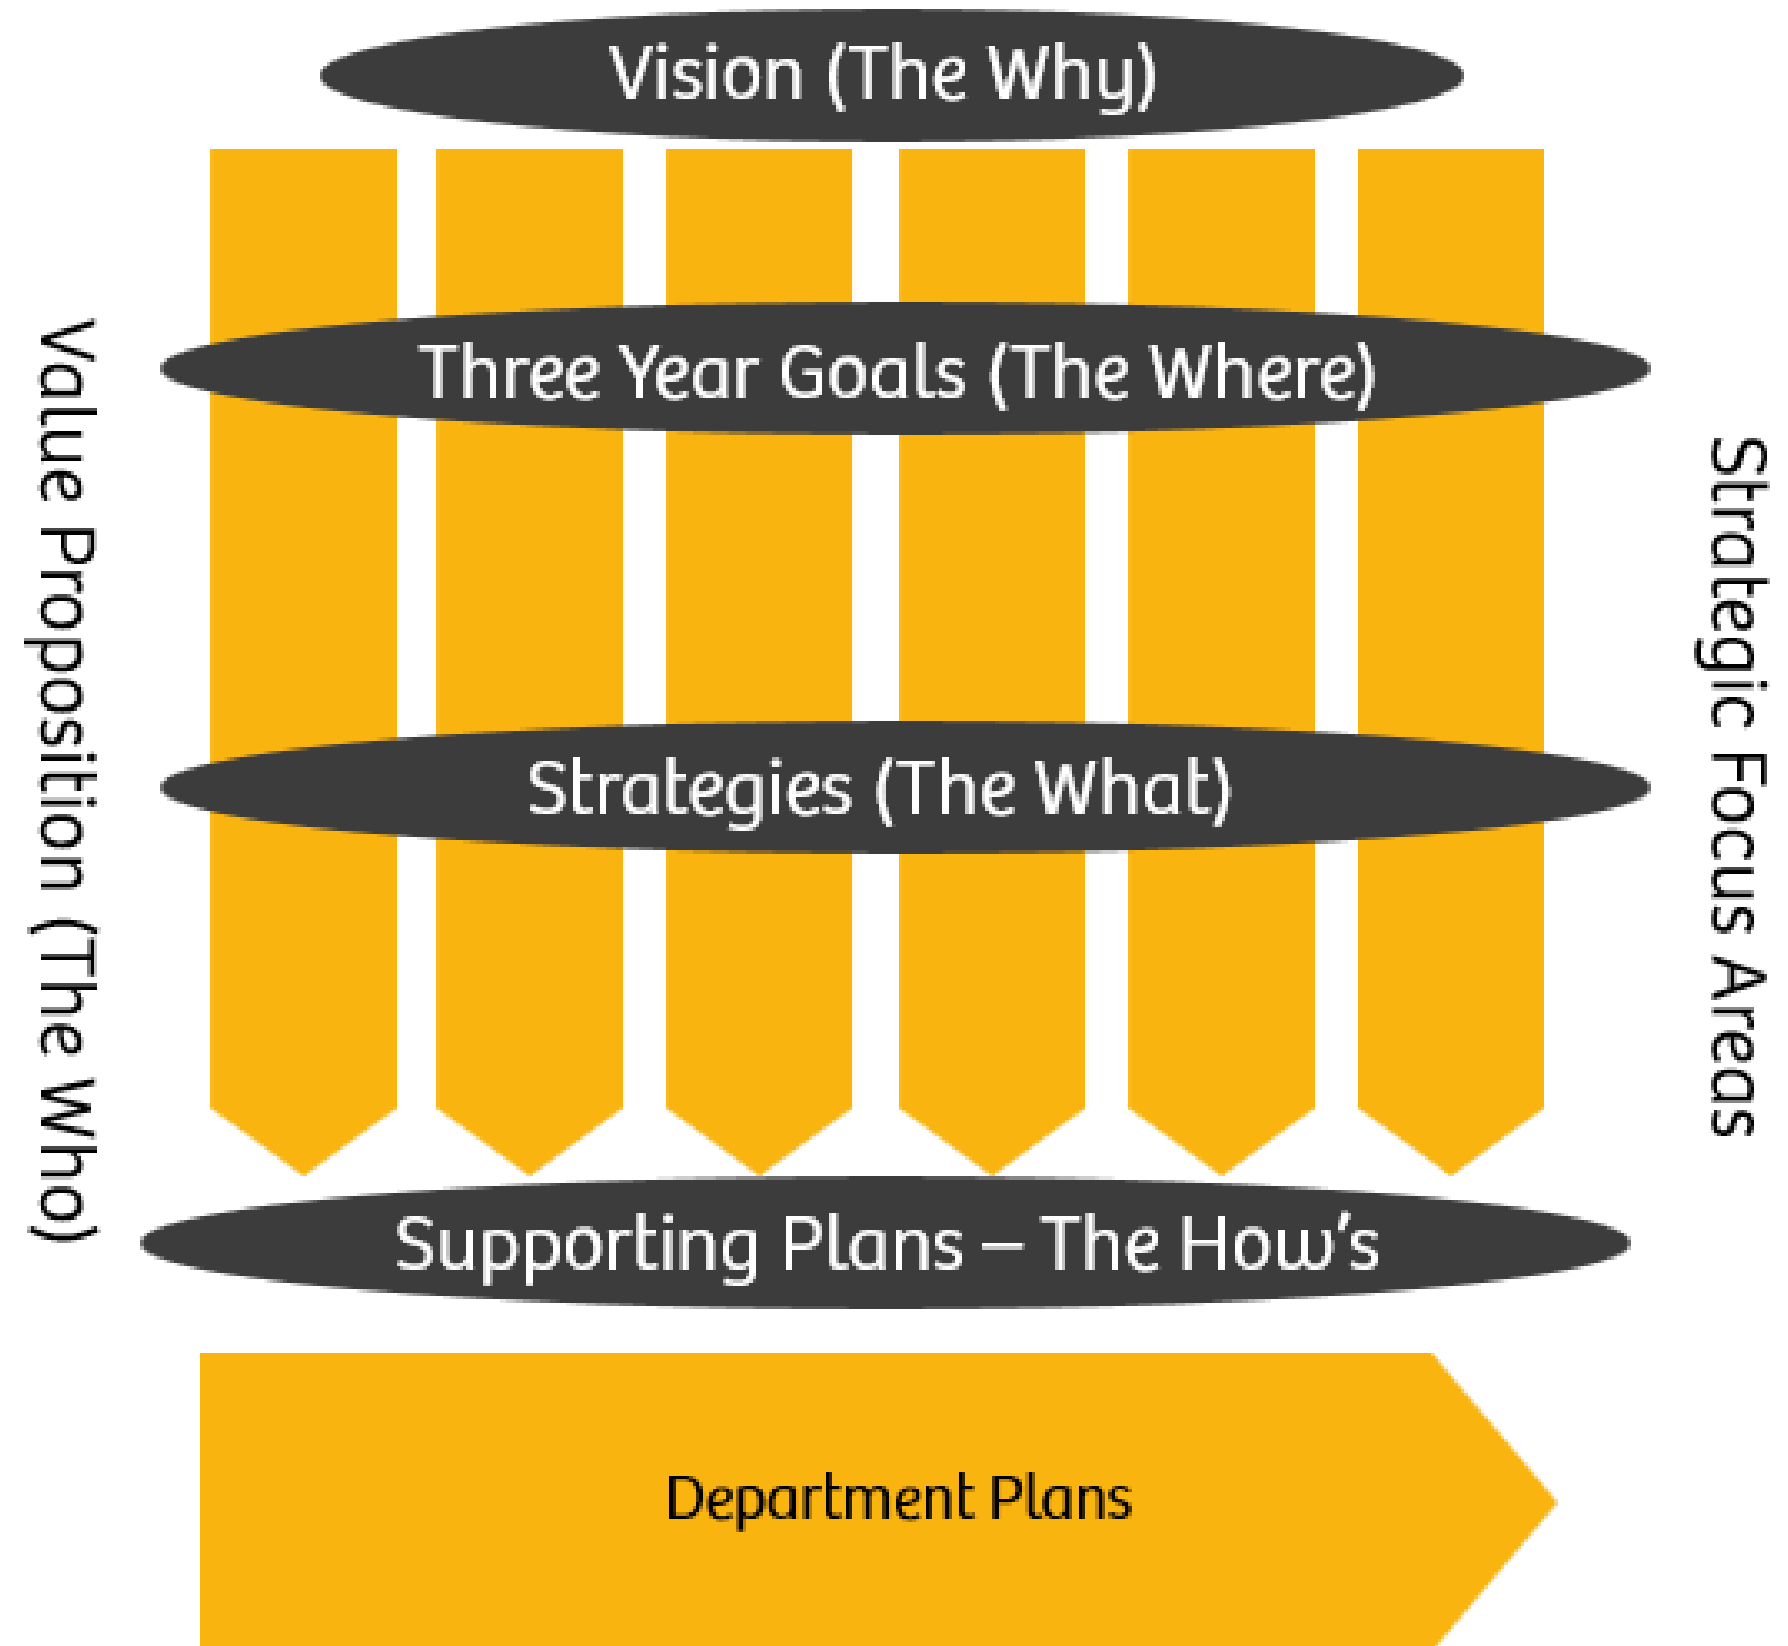 Vision (The Why)
Three Year Goals (The Where)
Value Proposition (The Who)
Strategic Focus Areas
Strategies (The What)
Supporting Plans – The How’s
Department Plans